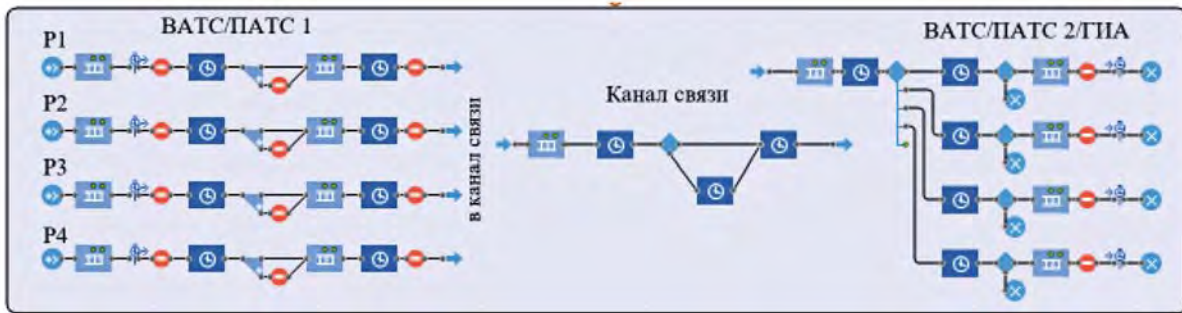 ВАТС/ПАТС 1
ВАТС/ПАТС 2/ГИА
P1
P2
P3
P4
в канал связи
Канал связи